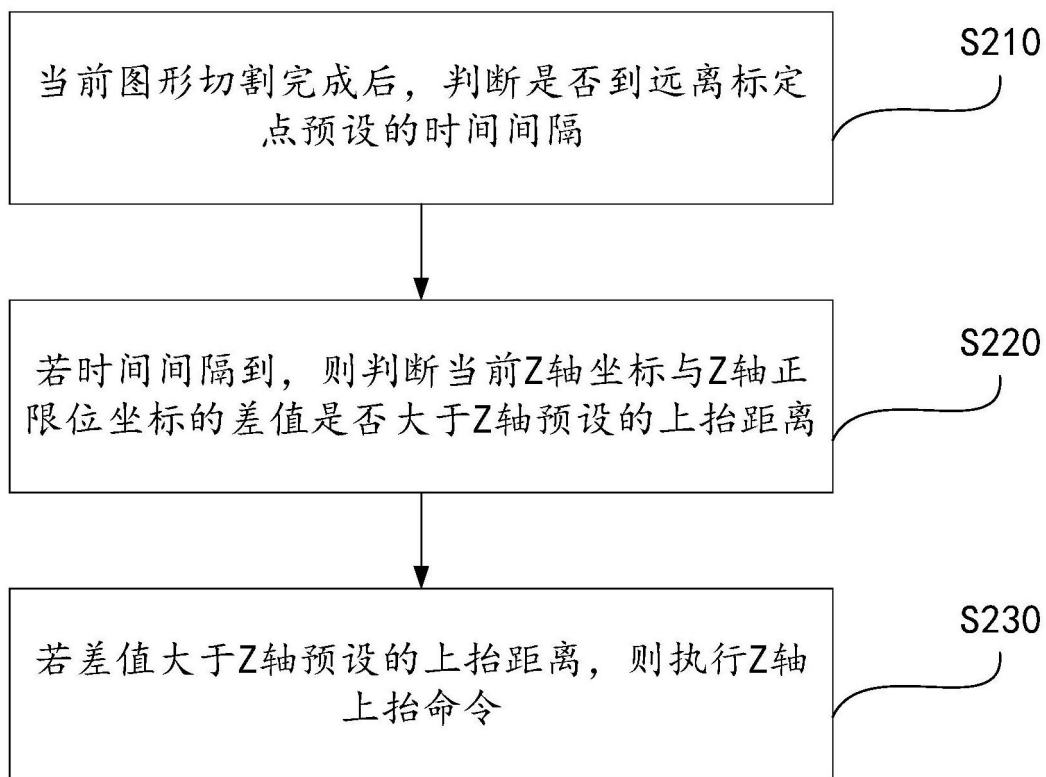 S210
当前图形切割完成后，判断是否到远离标定
点预设的时间间隔
S220
若时间间隔到，则判断当前Z轴坐标与Z轴正
限位坐标的差值是否大于Z轴预设的上抬距离
S230
若差值大于Z轴预设的上抬距离，则执行Z轴
上抬命令